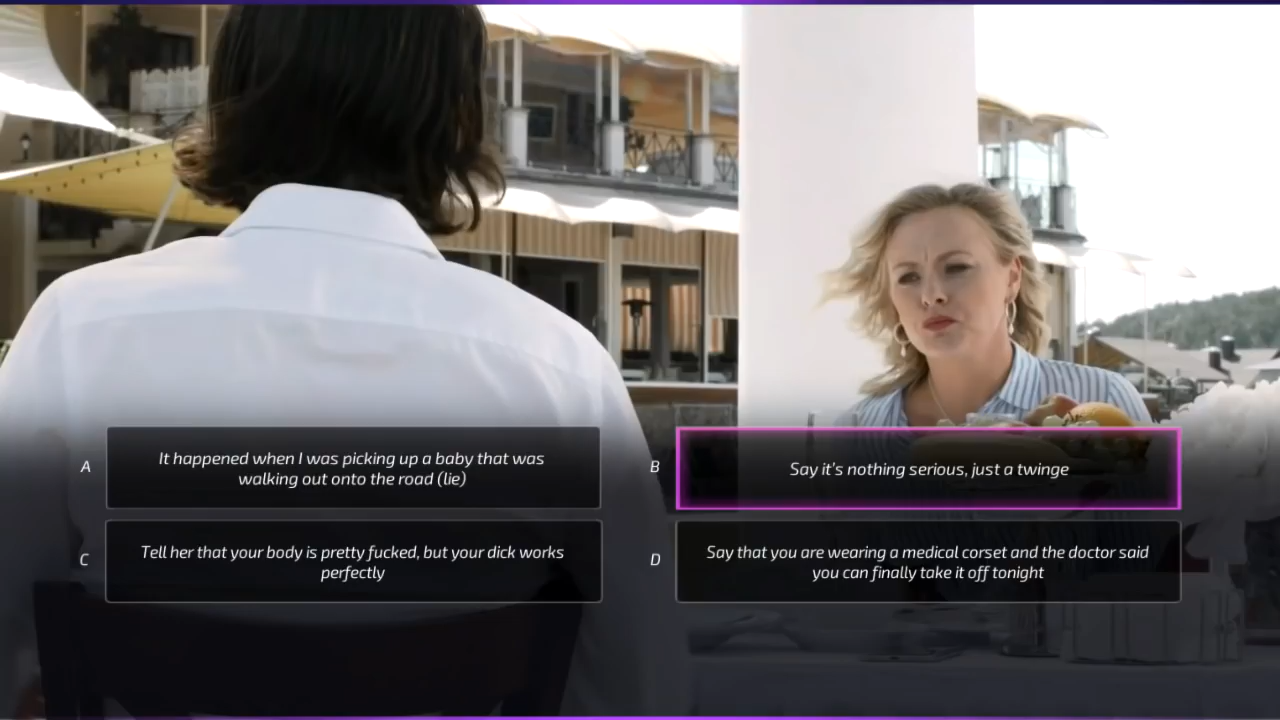 A
It happened when I was picking up a baby that was
walking out onto the road (lie)
B
Say it's nothing serious, just a twinge
C
Tell her that your body is pretty fucked, but your dick works
perfectly
D
Say that you are wearing a medical corset and the doctor said
you can finally take it off tonight